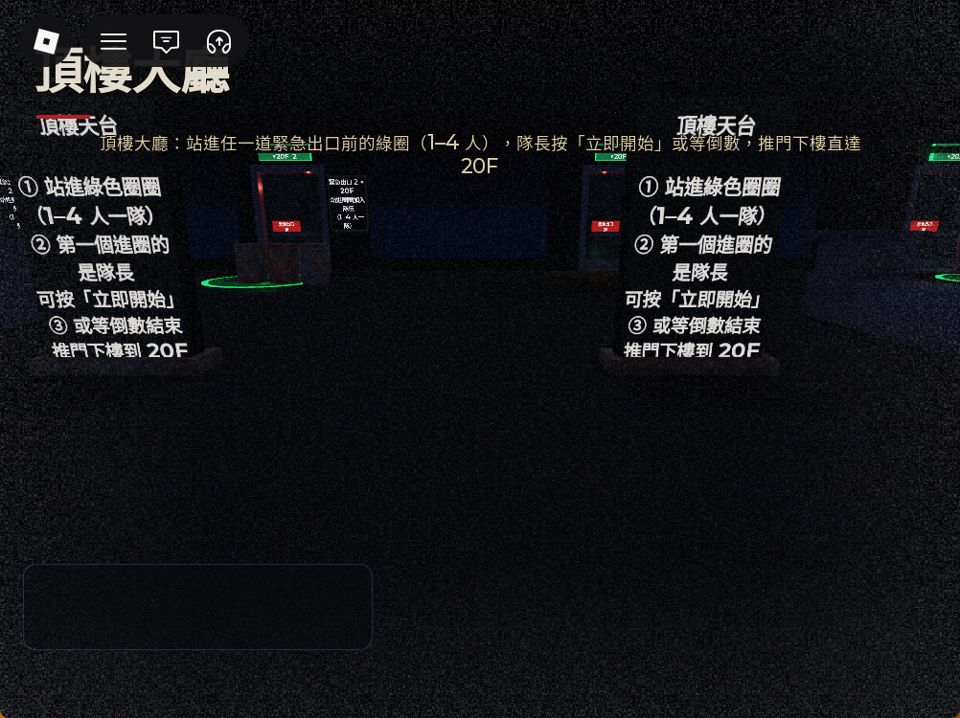 頂樓大廳
頂樓天台
頂樓天台
頂樓大廳：站進任一道緊急出口前的綠圈（1–4 人），隊長按「立即開始」或等倒數，推門下樓直達
20F
① 站進綠色圈圈
（1–4 人一隊）
② 第一個進圈的
是隊長
可按「立即開始」
③ 或等倒數結束
推門下樓到 20F
緊急出口 2
20F
① 站進綠色圈圈
（1–4 人一隊）
② 第一個進圈的
是隊長
可按「立即開始」
③ 或等倒數結束
推門下樓到 20F